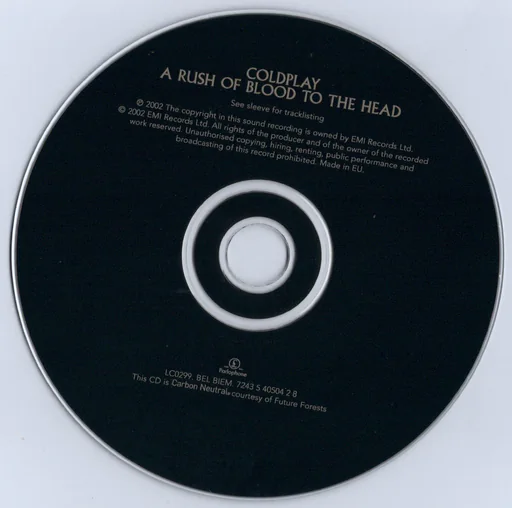 COLDPLAY
A RUSH OF BLOOD TO THE HEAD
See sleeve for tracklisting
℗ 2002 The copyright in this sound recording is owned by EMI Records Ltd.
© 2002 EMI Records Ltd. All rights of the producer and of the owner of the recorded
work reserved. Unauthorised copying, hiring, renting, public performance and
broadcasting of this record prohibited. Made in EU.
£
Parlophone
LC0299. BEL BIEM. 7243 5 40504 2 8
This CD is Carbon Neutral® courtesy of Future Forests